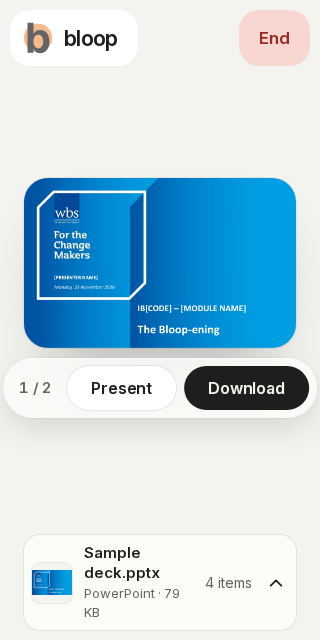 b bloop
End
wbs
For the
Change
Makers
[PRESENTER NAME]
Monday, 23 November 2026
IB[CODE] – [MODULE NAME]
The Bloop-ening
1 / 2
Present
Download
Sample
deck.pptx
PowerPoint · 79
KB
4 items